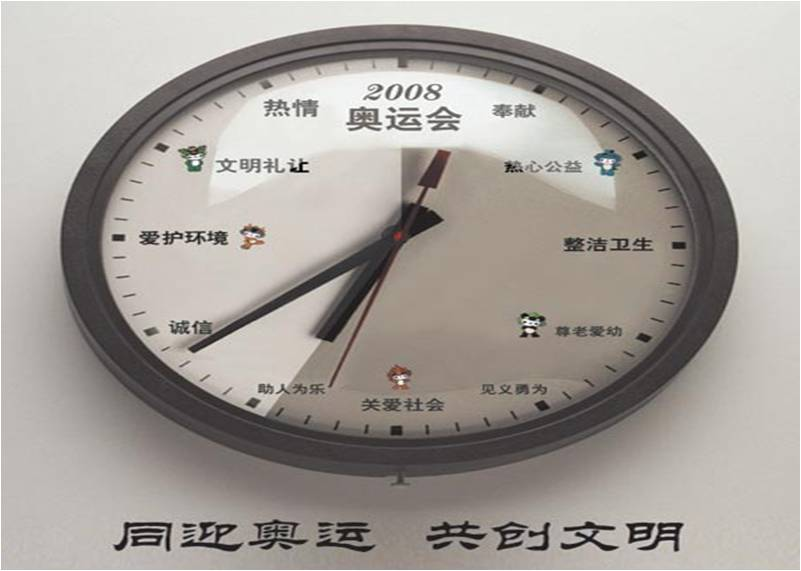 2008
奥运会
热情
奉献
文明礼让
热心公益
爱护环境
整洁卫生
诚信
尊老爱幼
助人为乐
见义勇为
关爱社会
同迎奥运 共创文明